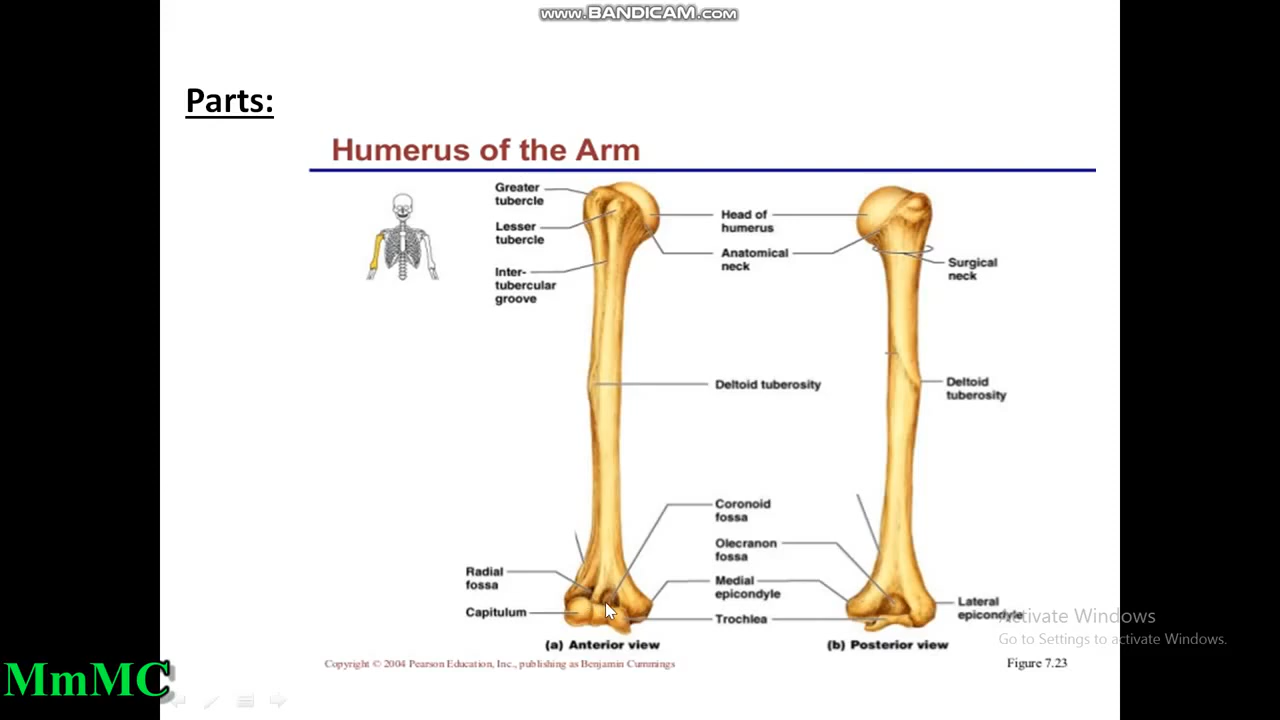 www.BANDICAM.com
Parts:
Humerus of the Arm
Greater
tubercle
Lesser
tubercle
Inter-
tubercular
groove
Head of
humerus
Anatomical
neck
Surgical
neck
Deltoid tuberosity
Deltoid
tuberosity
Coronoid
fossa
Olecranon
fossa
Radial
fossa
Medial
epicondyle
Capitulum
Trochlea
Lateral
epicondyle
Activate Windows
Go to Settings to activate Windows.
(a) Anterior view
(b) Posterior view
Copyright © 2004 Pearson Education, Inc., publishing as Benjamin Cummings
Figure 7.23
MmMC